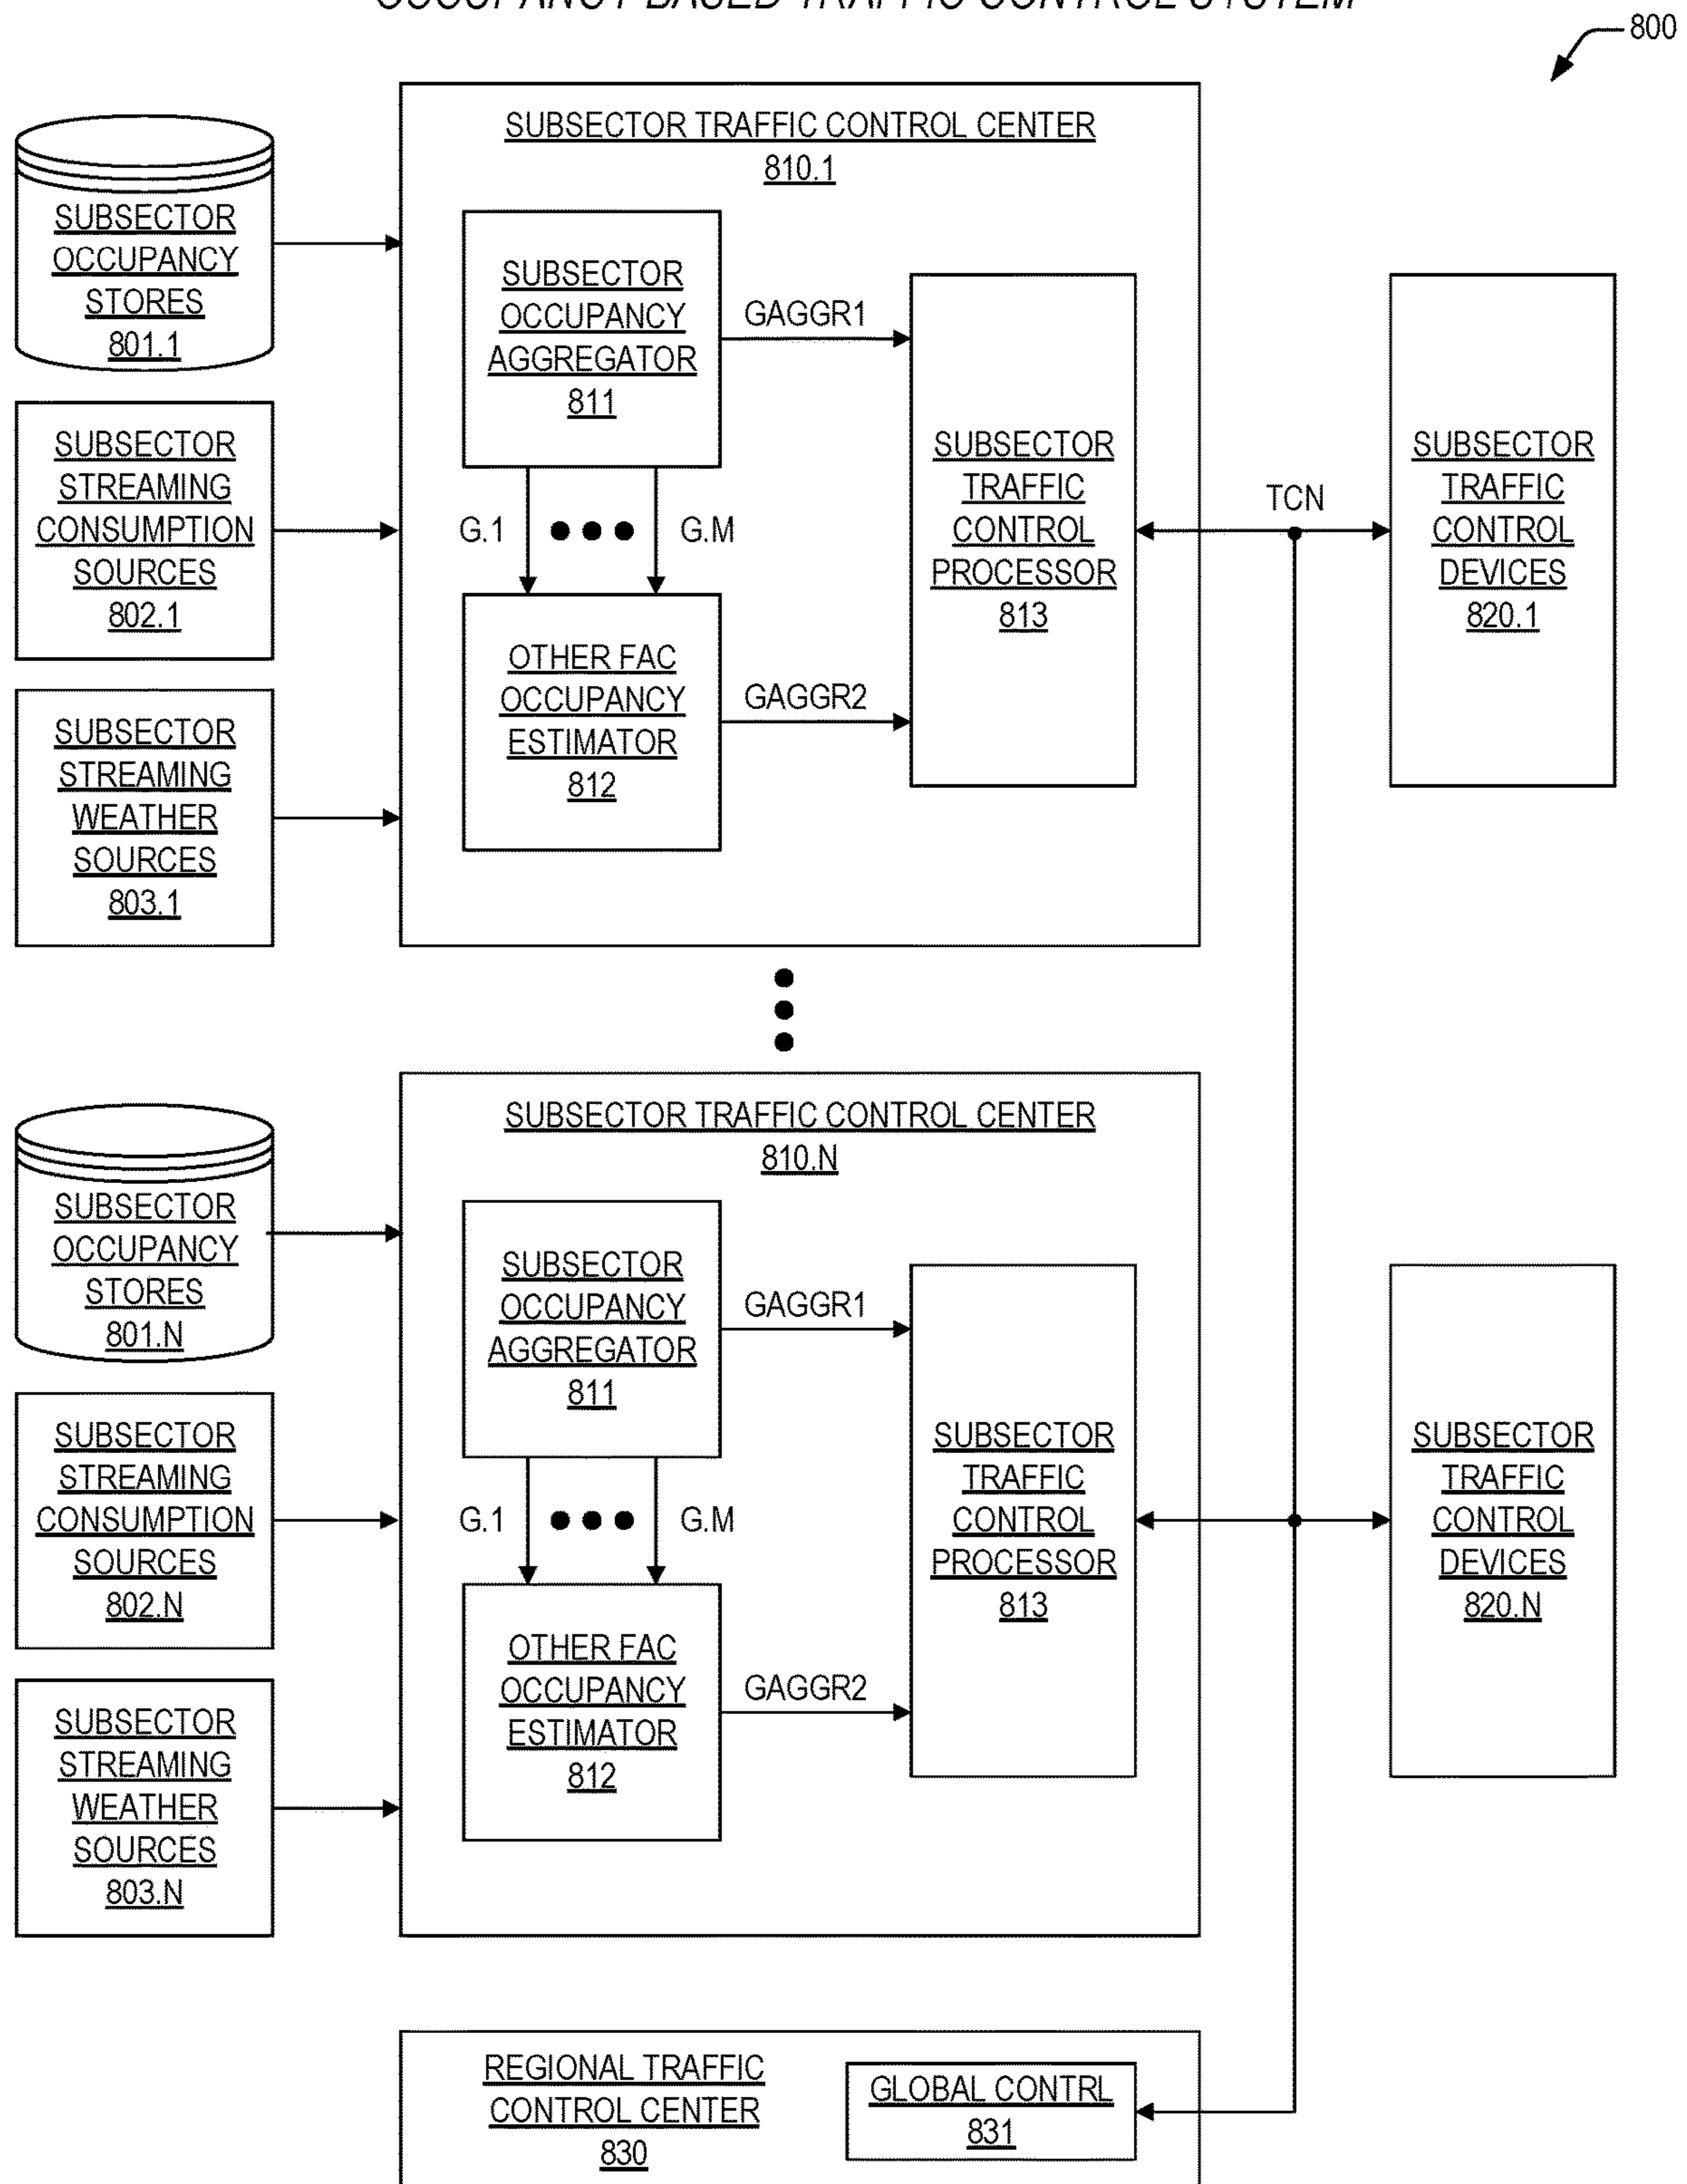 OCCUPANCY BASED TRAFFIC CONTROL SYSTEM
800
SUBSECTOR
OCCUPANCY
STORES
801.1
SUBSECTOR
STREAMING
CONSUMPTION
SOURCES
802.1
SUBSECTOR
STREAMING
WEATHER
SOURCES
803.1
SUBSECTOR TRAFFIC CONTROL CENTER
810.1
SUBSECTOR
OCCUPANCY
AGGREGATOR
811
GAGGR1
G.1
G.M
OTHER FAC
OCCUPANCY
ESTIMATOR
812
GAGGR2
SUBSECTOR
TRAFFIC
CONTROL
PROCESSOR
813
TCN
SUBSECTOR
TRAFFIC
CONTROL
DEVICES
820.1
SUBSECTOR
OCCUPANCY
STORES
801.N
SUBSECTOR
STREAMING
CONSUMPTION
SOURCES
802.N
SUBSECTOR
STREAMING
WEATHER
SOURCES
803.N
SUBSECTOR TRAFFIC CONTROL CENTER
810.N
SUBSECTOR
OCCUPANCY
AGGREGATOR
811
GAGGR1
G.1
G.M
OTHER FAC
OCCUPANCY
ESTIMATOR
812
GAGGR2
SUBSECTOR
TRAFFIC
CONTROL
PROCESSOR
813
SUBSECTOR
TRAFFIC
CONTROL
DEVICES
820.N
REGIONAL TRAFFIC
CONTROL CENTER
830
GLOBAL CONTRL
831